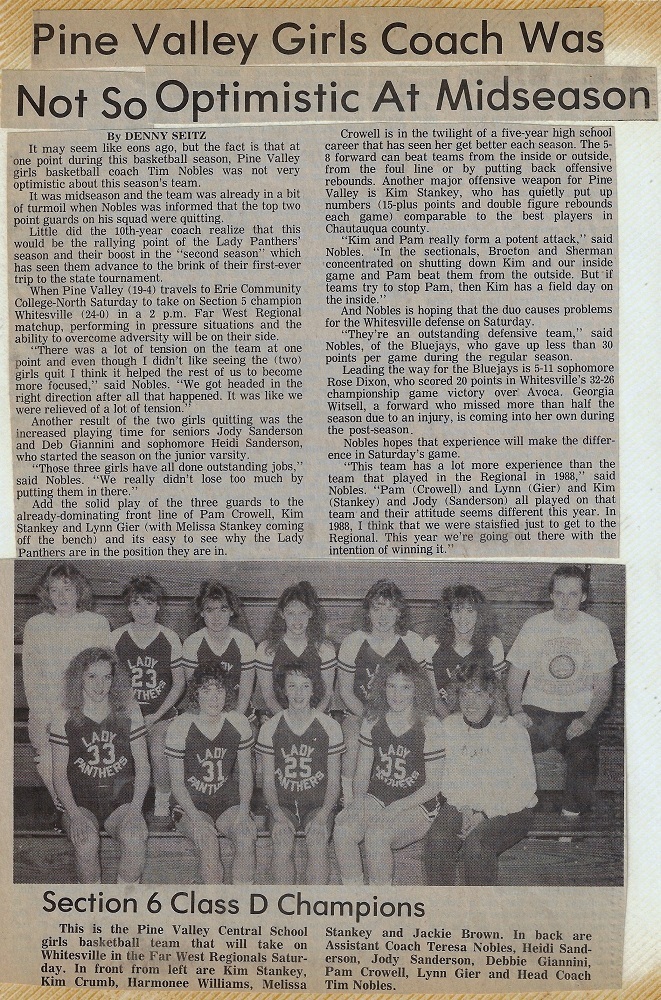 Pine Valley Girls Coach Was
Not So Optimistic At Midseason
By DENNY SEITZ
It may seem like eons ago, but the fact is that at
one point during this basketball season, Pine Valley
girls basketball coach Tim Nobles was not very
optimistic about this season's team.
It was midseason and the team was already in a bit
of turmoil when Nobles was informed that the top two
point guards on his squad were quitting.
Little did the 10th-year coach realize that this
would be the rallying point of the Lady Panthers'
season and their boost in the "second season" which
has seen them advance to the brink of their first-ever
trip to the state tournament.
When Pine Valley (19-4) travels to Erie Community
College-North Saturday to take on Section 5 champion
Whitesville (24-0) in a 2 p.m. Far West Regional
matchup, performing in pressure situations and the
ability to overcome adversity will be on their side.
"There was a lot of tension on the team at one
point and even though I didn't like seeing the (two)
girls quit I think it helped the rest of us to become
more focused," said Nobles. "We got headed in the
right direction after all that happened. It was like we
were relieved of a lot of tension."
Another result of the two girls quitting was the
increased playing time for seniors Jody Sanderson
and Deb Giannini and sophomore Heidi Sanderson,
who started the season on the junior varsity.
"Those three girls have all done outstanding jobs,"
said Nobles. "We really didn't lose too much by
putting them in there."
Add the solid play of the three guards to the
already-dominating front line of Pam Crowell, Kim
Stankey and Lynn Gier (with Melissa Stankey coming
off the bench) and its easy to see why the Lady
Panthers are in the position they are in.
Crowell is in the twilight of a five-year high school
career that has seen her get better each season. The 5-
8 forward can beat teams from the inside or outside,
from the foul line or by putting back offensive
rebounds. Another major offensive weapon for Pine
Valley is Kim Stankey, who has quietly put up
numbers (15-plus points and double figure rebounds
each game) comparable to the best players in
Chautauqua county.
"Kim and Pam really form a potent attack," said
Nobles. "In the sectionals, Brocton and Sherman
concentrated on shutting down Kim and our inside
game and Pam beat them from the outside. But if
teams try to stop Pam, then Kim has a field day on
the inside."
And Nobles is hoping that the duo causes problems
for the Whitesville defense on Saturday.
"They're an outstanding defensive team," said
Nobles, of the Bluejays, who gave up less than 30
points per game during the regular season.
Leading the way for the Bluejays is 5-11 sophomore
Rose Dixon, who scored 20 points in Whitesville's 32-26
championship game victory over Avoca. Georgia
Witsell, a forward who missed more than half the
season due to an injury, is coming into her own during
the post-season.
Nobles hopes that experience will make the differ-
ence in Saturday's game.
"This team has a lot more experience than the
team that played in the Regional in 1988," said
Nobles. "Pam (Crowell) and Lynn (Gier) and Kim
(Stankey) and Jody (Sanderson) all played on that
team and their attitude seems different this year. In
1988, I think that we were staisfied just to get to the
Regional. This year we're going out there with the
intention of winning it."
LADY
23
LADY
33
PANTHERS
LADY
31
LADY
25
PANTHERS
LADY
35
PANTHERS
Section 6 Class D Champions
This is the Pine Valley Central School
girls basketball team that will take on
Whitesville in the Far West Regionals Satur-
day. In front from left are Kim Stankey,
Kim Crumb, Harmonee Williams, Melissa
Stankey and Jackie Brown. In back are
Assistant Coach Teresa Nobles, Heidi Sand-
erson, Jody Sanderson, Debbie Giannini,
Pam Crowell, Lynn Gier and Head Coach
Tim Nobles.